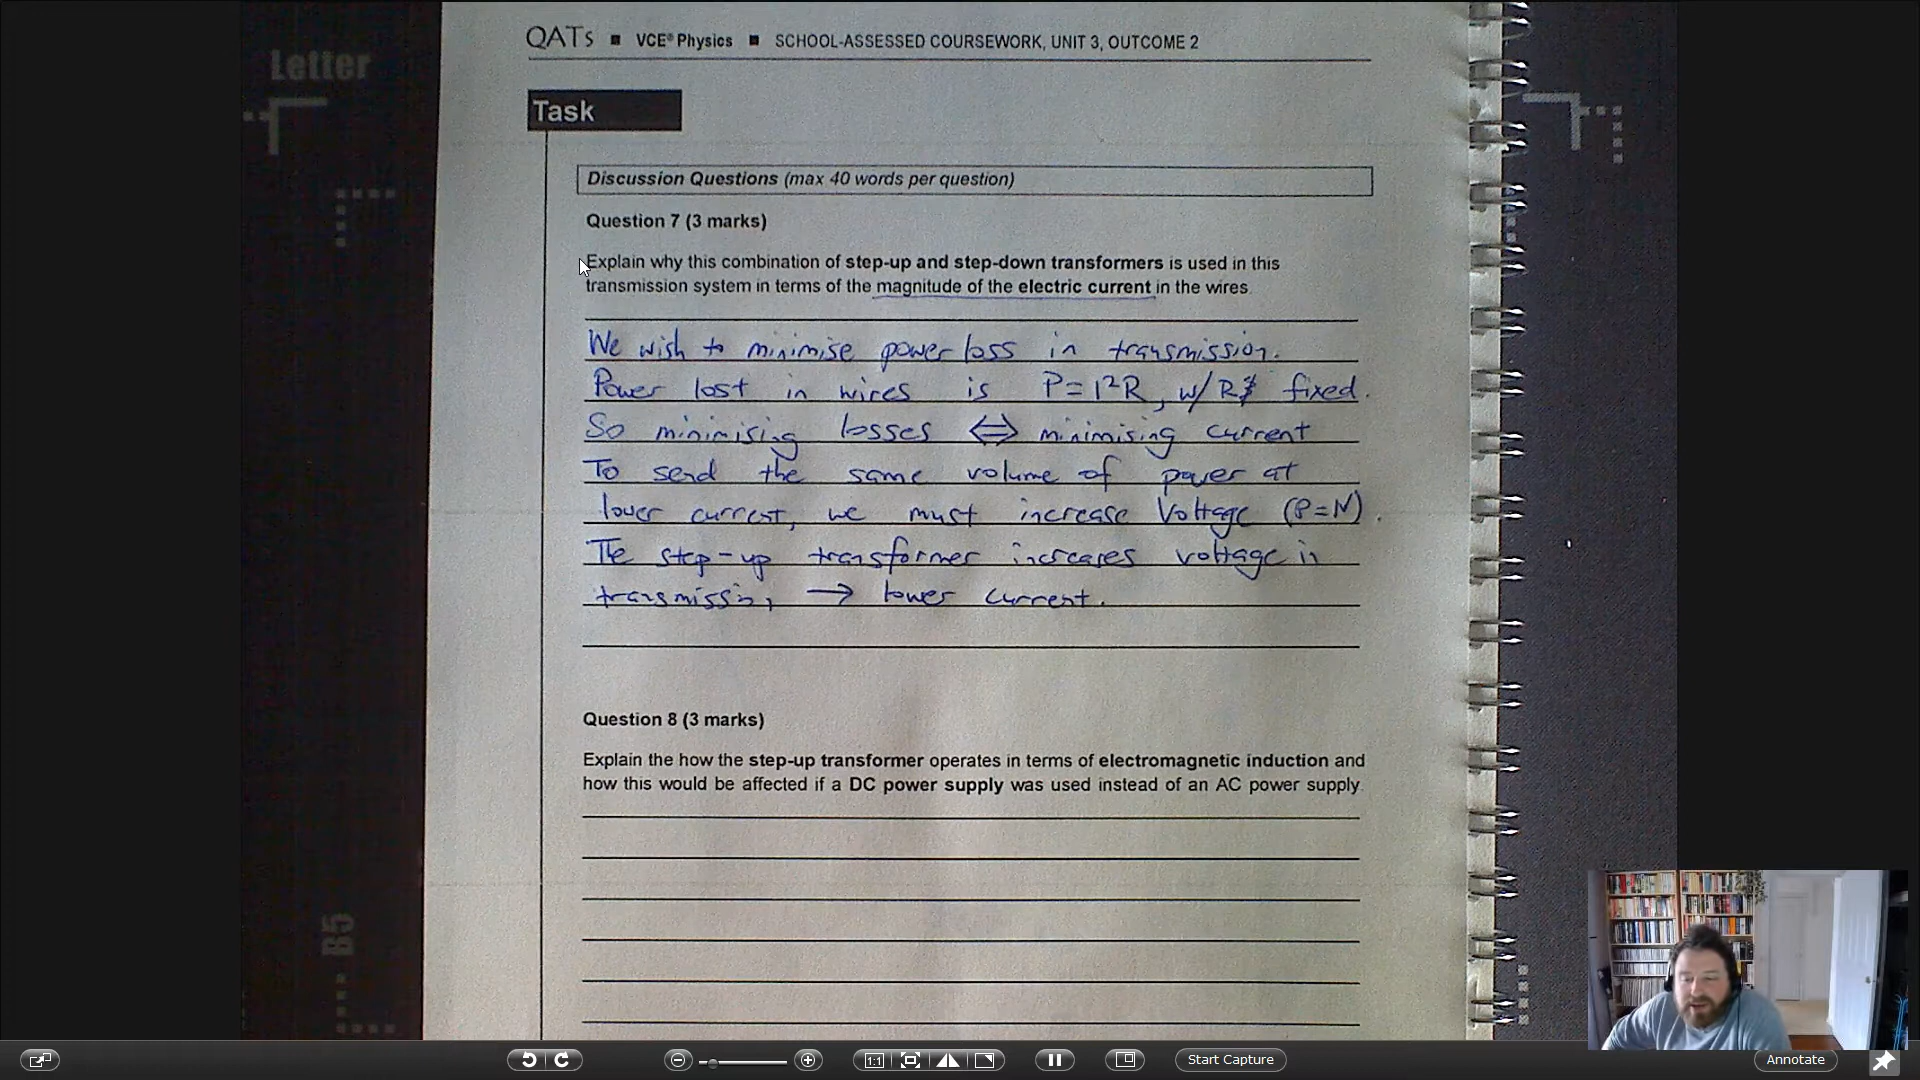 Letter
QATs ■ VCE® Physics ■ SCHOOL-ASSESSED COURSEWORK, UNIT 3, OUTCOME 2
Task
Discussion Questions (max 40 words per question)
Question 7 (3 marks)
Explain why this combination of step-up and step-down transformers is used in this
transmission system in terms of the magnitude of the electric current in the wires
We wish to minimise power loss in transmission.
Power lost in wires is P=I²R, w/ R fixed.
So minimising losses ⇔ minimising current
To send the same volume of power at
lower current, we must increase Voltage (P=IV).
The step-up transformer increases voltage in
transmission, → lower current.
Question 8 (3 marks)
Explain the how the step-up transformer operates in terms of electromagnetic induction and
how this would be affected if a DC power supply was used instead of an AC power supply
B5
1:1
Start Capture
Annotate